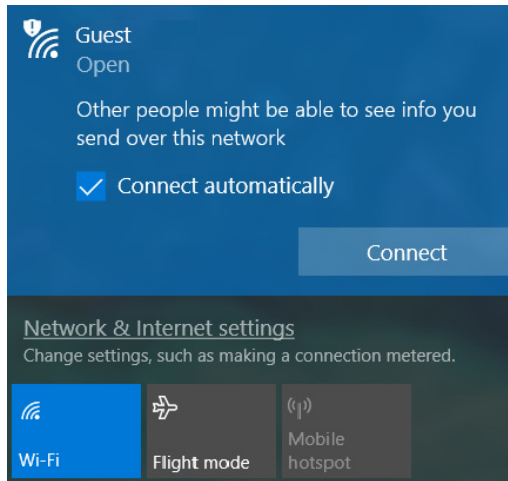 Guest
Open
Other people might be able to see info you
send over this network
Connect automatically
Connect
Network & Internet settings
Change settings, such as making a connection metered.
Wi-Fi
Flight mode
Mobile
hotspot